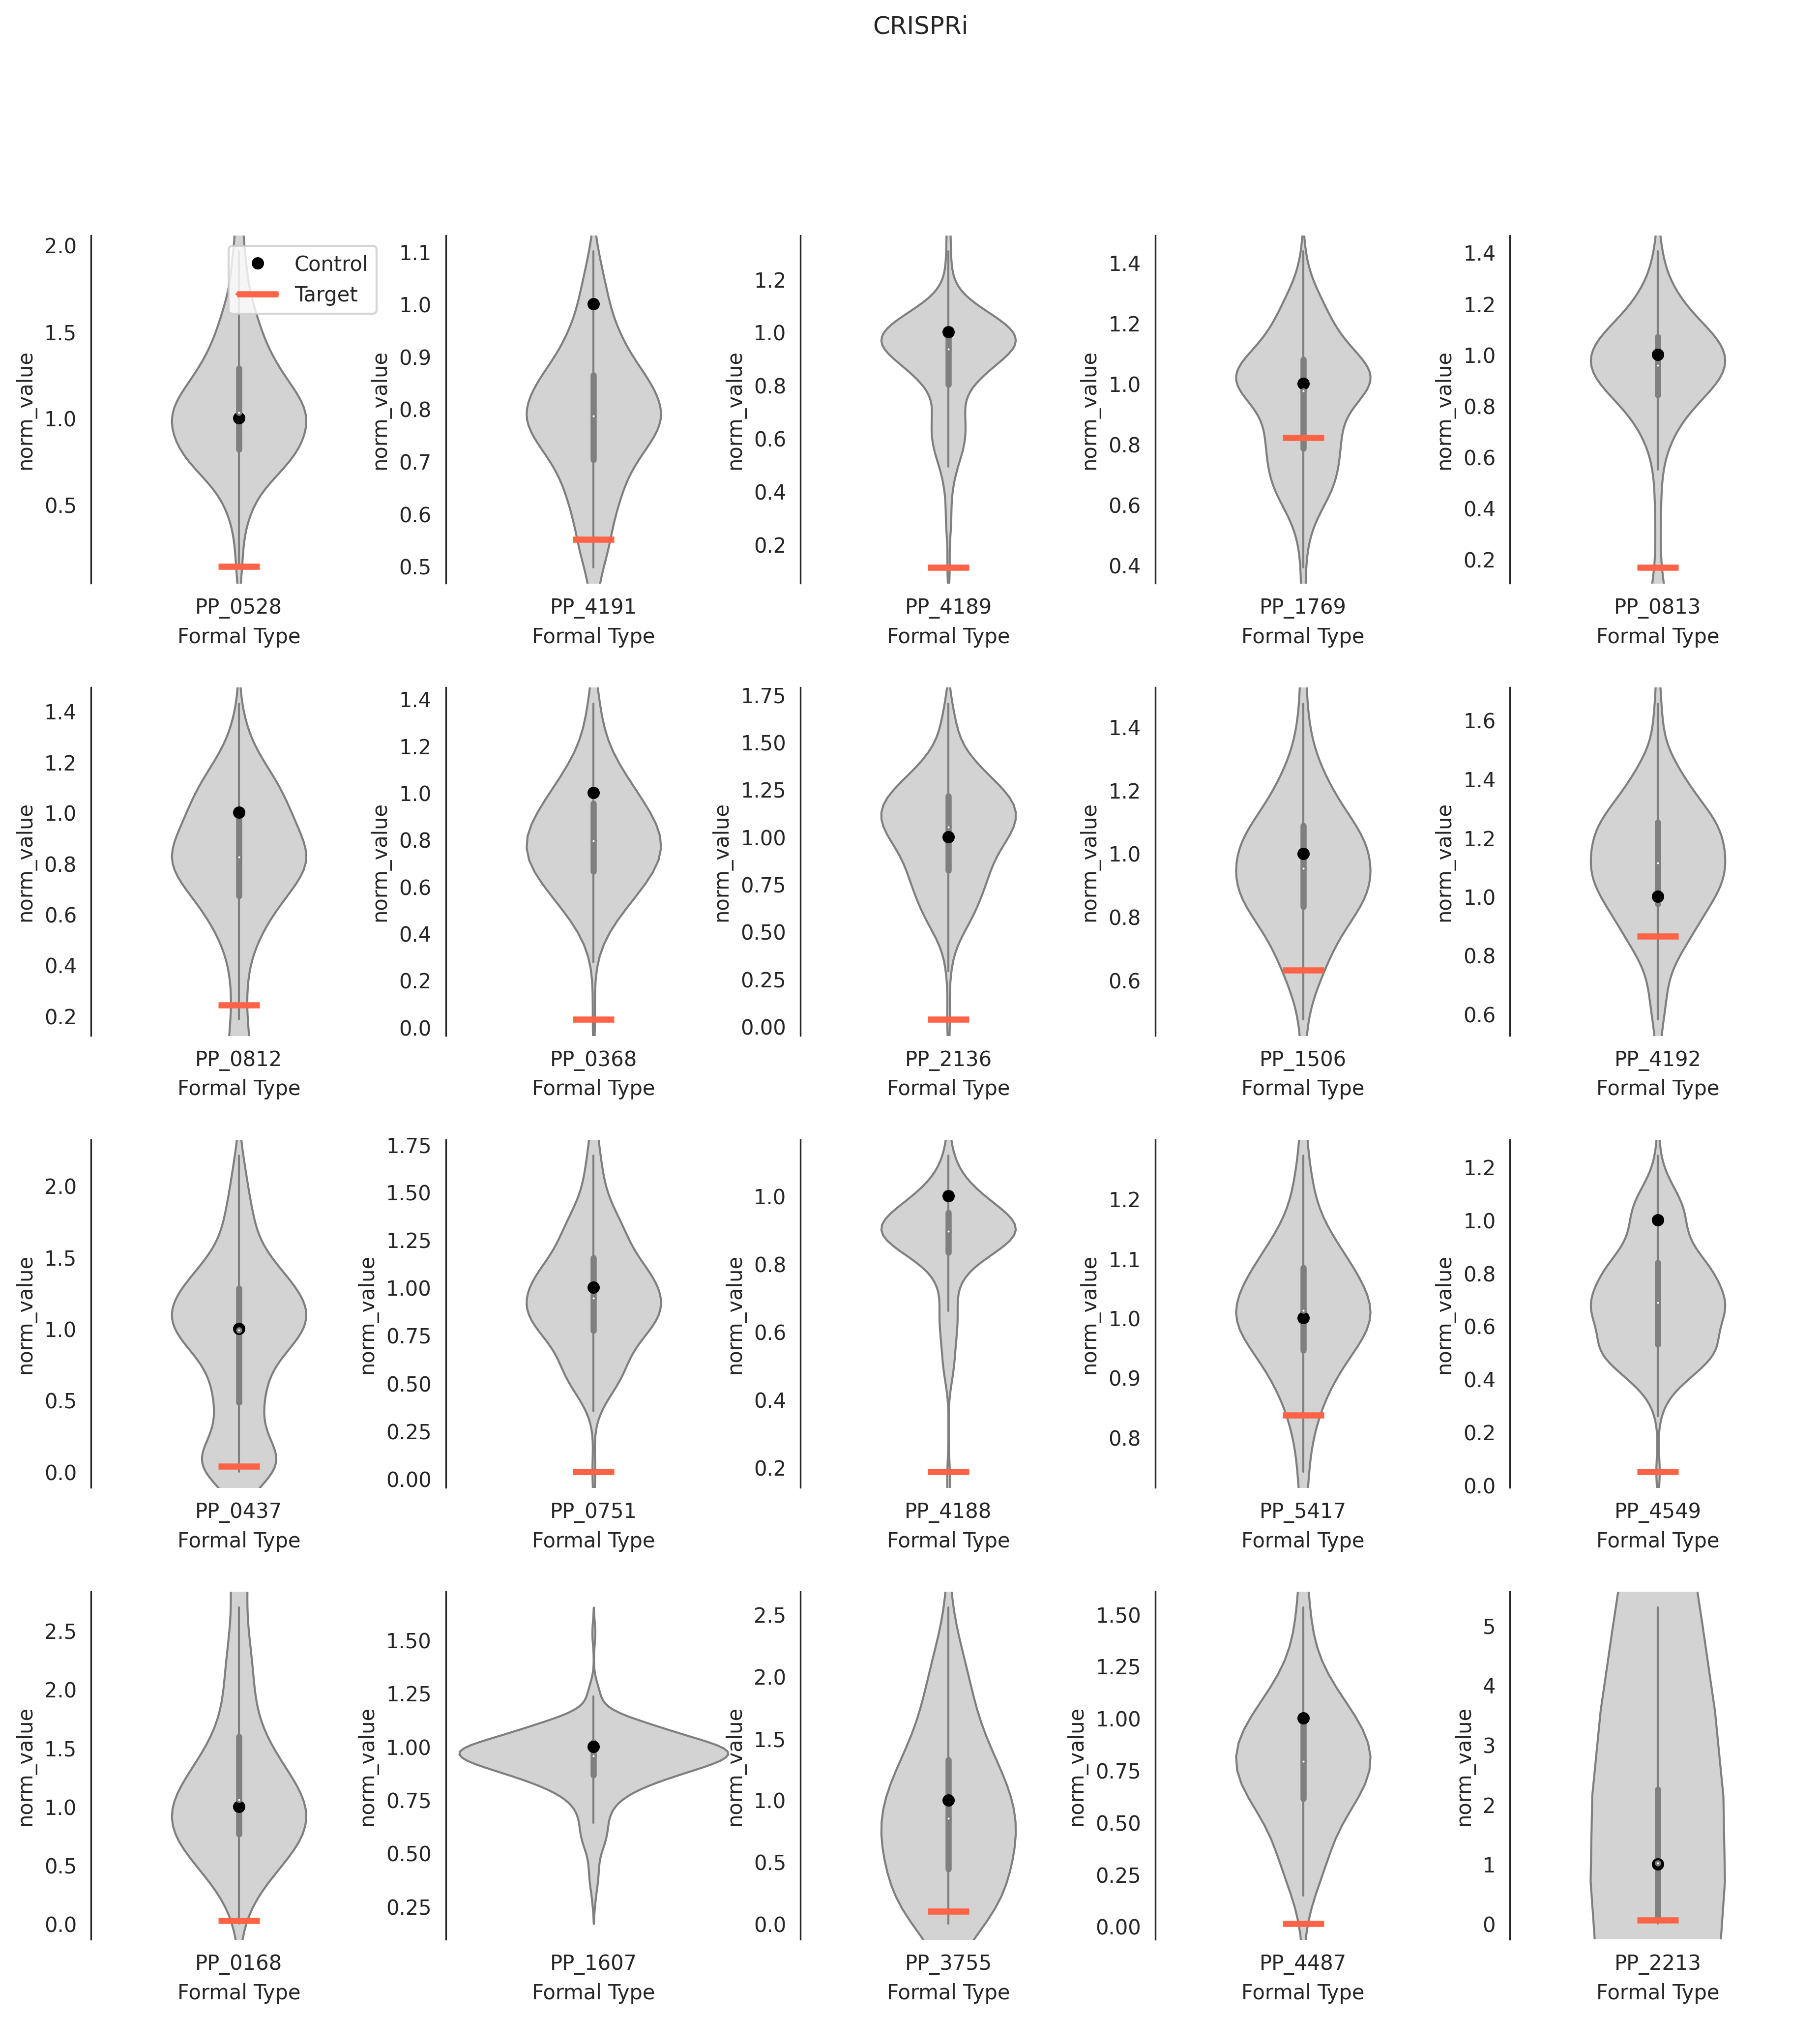 CRISPRi
Control
Target
2.0
1.5
1.0
0.5
norm_value
PP_0528
Formal Type
1.1
1.0
0.9
0.8
0.7
0.6
0.5
norm_value
PP_4191
Formal Type
1.2
1.0
0.8
0.6
0.4
0.2
norm_value
PP_4189
Formal Type
1.4
1.2
1.0
0.8
0.6
0.4
norm_value
PP_1769
Formal Type
1.4
1.2
1.0
0.8
0.6
0.4
0.2
norm_value
PP_0813
Formal Type
1.4
1.2
1.0
0.8
0.6
0.4
0.2
norm_value
PP_0812
Formal Type
1.4
1.2
1.0
0.8
0.6
0.4
0.2
0.0
norm_value
PP_0368
Formal Type
1.75
1.50
1.25
1.00
0.75
0.50
0.25
0.00
norm_value
PP_2136
Formal Type
1.4
1.2
1.0
0.8
0.6
norm_value
PP_1506
Formal Type
1.6
1.4
1.2
1.0
0.8
0.6
norm_value
PP_4192
Formal Type
2.0
1.5
1.0
0.5
0.0
norm_value
PP_0437
Formal Type
1.75
1.50
1.25
1.00
0.75
0.50
0.25
0.00
norm_value
PP_0751
Formal Type
1.0
0.8
0.6
0.4
0.2
norm_value
PP_4188
Formal Type
1.2
1.1
1.0
0.9
0.8
norm_value
PP_5417
Formal Type
1.2
1.0
0.8
0.6
0.4
0.2
0.0
norm_value
PP_4549
Formal Type
2.5
2.0
1.5
1.0
0.5
0.0
norm_value
PP_0168
Formal Type
1.50
1.25
1.00
0.75
0.50
0.25
norm_value
PP_1607
Formal Type
2.5
2.0
1.5
1.0
0.5
0.0
norm_value
PP_3755
Formal Type
1.50
1.25
1.00
0.75
0.50
0.25
0.00
norm_value
PP_4487
Formal Type
5
4
3
2
1
0
norm_value
PP_2213
Formal Type